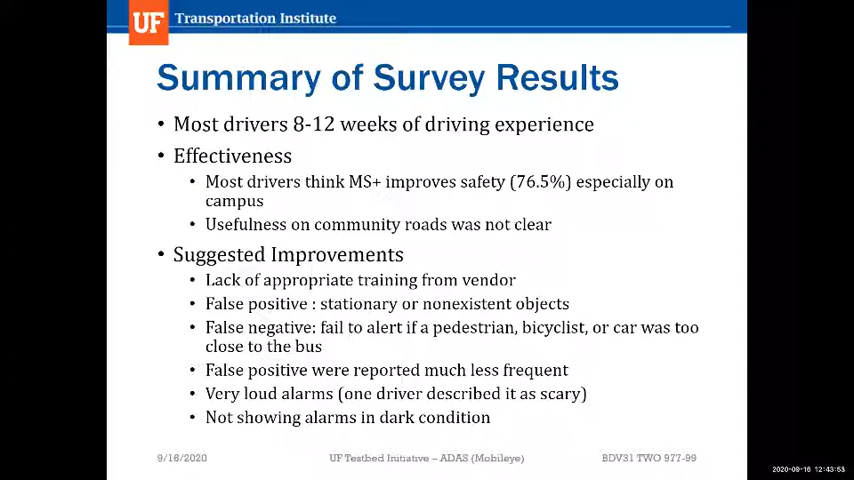 UF Transportation Institute
Summary of Survey Results
• Most drivers 8-12 weeks of driving experience
• Effectiveness
• Most drivers think MS+ improves safety (76.5%) especially on
campus
• Usefulness on community roads was not clear
• Suggested Improvements
• Lack of appropriate training from vendor
• False positive : stationary or nonexistent objects
• False negative: fail to alert if a pedestrian, bicyclist, or car was too
close to the bus
• False positive were reported much less frequent
• Very loud alarms (one driver described it as scary)
• Not showing alarms in dark condition
9/16/2020 UF Testbed Initiative – ADAS (Mobileye) BDV31 TWO 977-99
2020-09-16 12:43:53